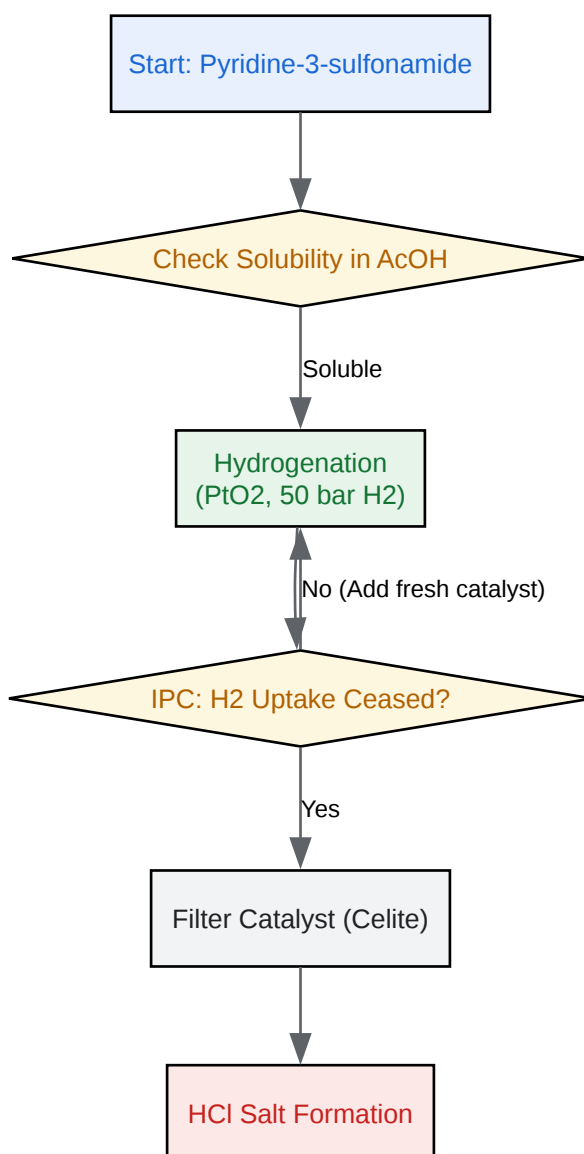 Start: Pyridine-3-sulfonamide
Check Solubility in AcOH
Soluble
Hydrogenation
(PtO2, 50 bar H2)
No (Add fresh catalyst)
IPC: H2 Uptake Ceased?
Yes
Filter Catalyst (Celite)
HCl Salt Formation